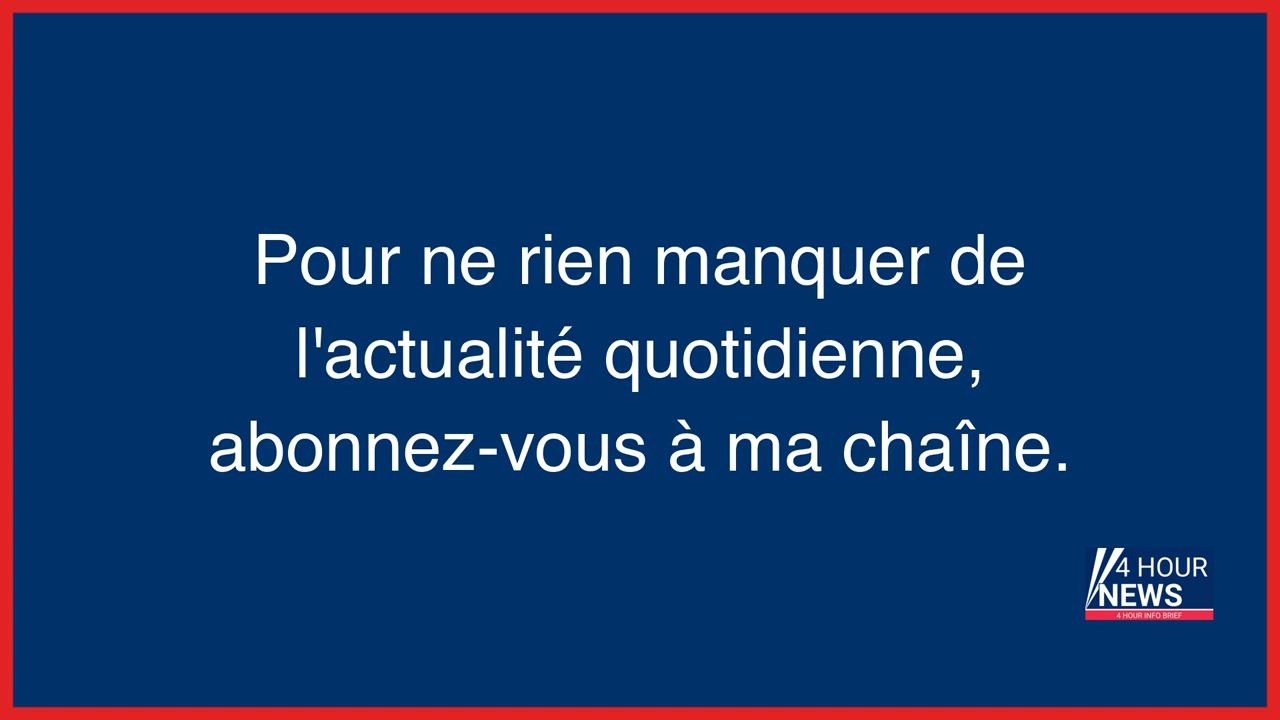 Pour ne rien manquer de
l'actualité quotidienne,
abonnez-vous à ma chaîne.
4 HOUR
NEWS
4 HOUR INFO BRIEF